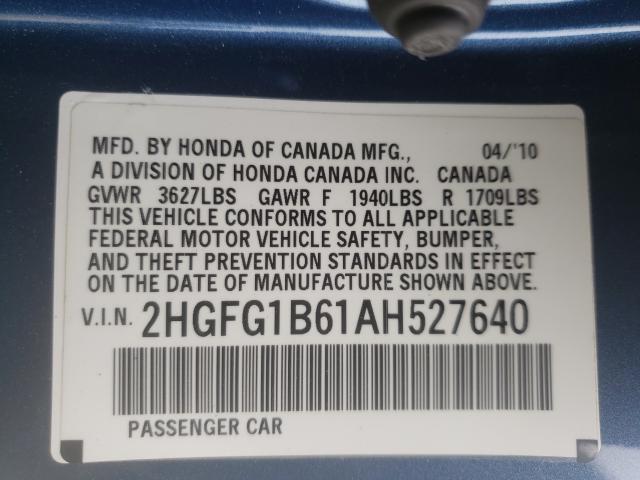 MFD. BY HONDA OF CANADA MFG., 04/'10
A DIVISION OF HONDA CANADA INC. CANADA
GVWR 3627LBS GAWR F 1940LBS R 1709LBS
THIS VEHICLE CONFORMS TO ALL APPLICABLE
FEDERAL MOTOR VEHICLE SAFETY, BUMPER,
AND THEFT PREVENTION STANDARDS IN EFFECT
ON THE DATE OF MANUFACTURE SHOWN ABOVE.
V.I.N. 2HGFG1B61AH527640
PASSENGER CAR